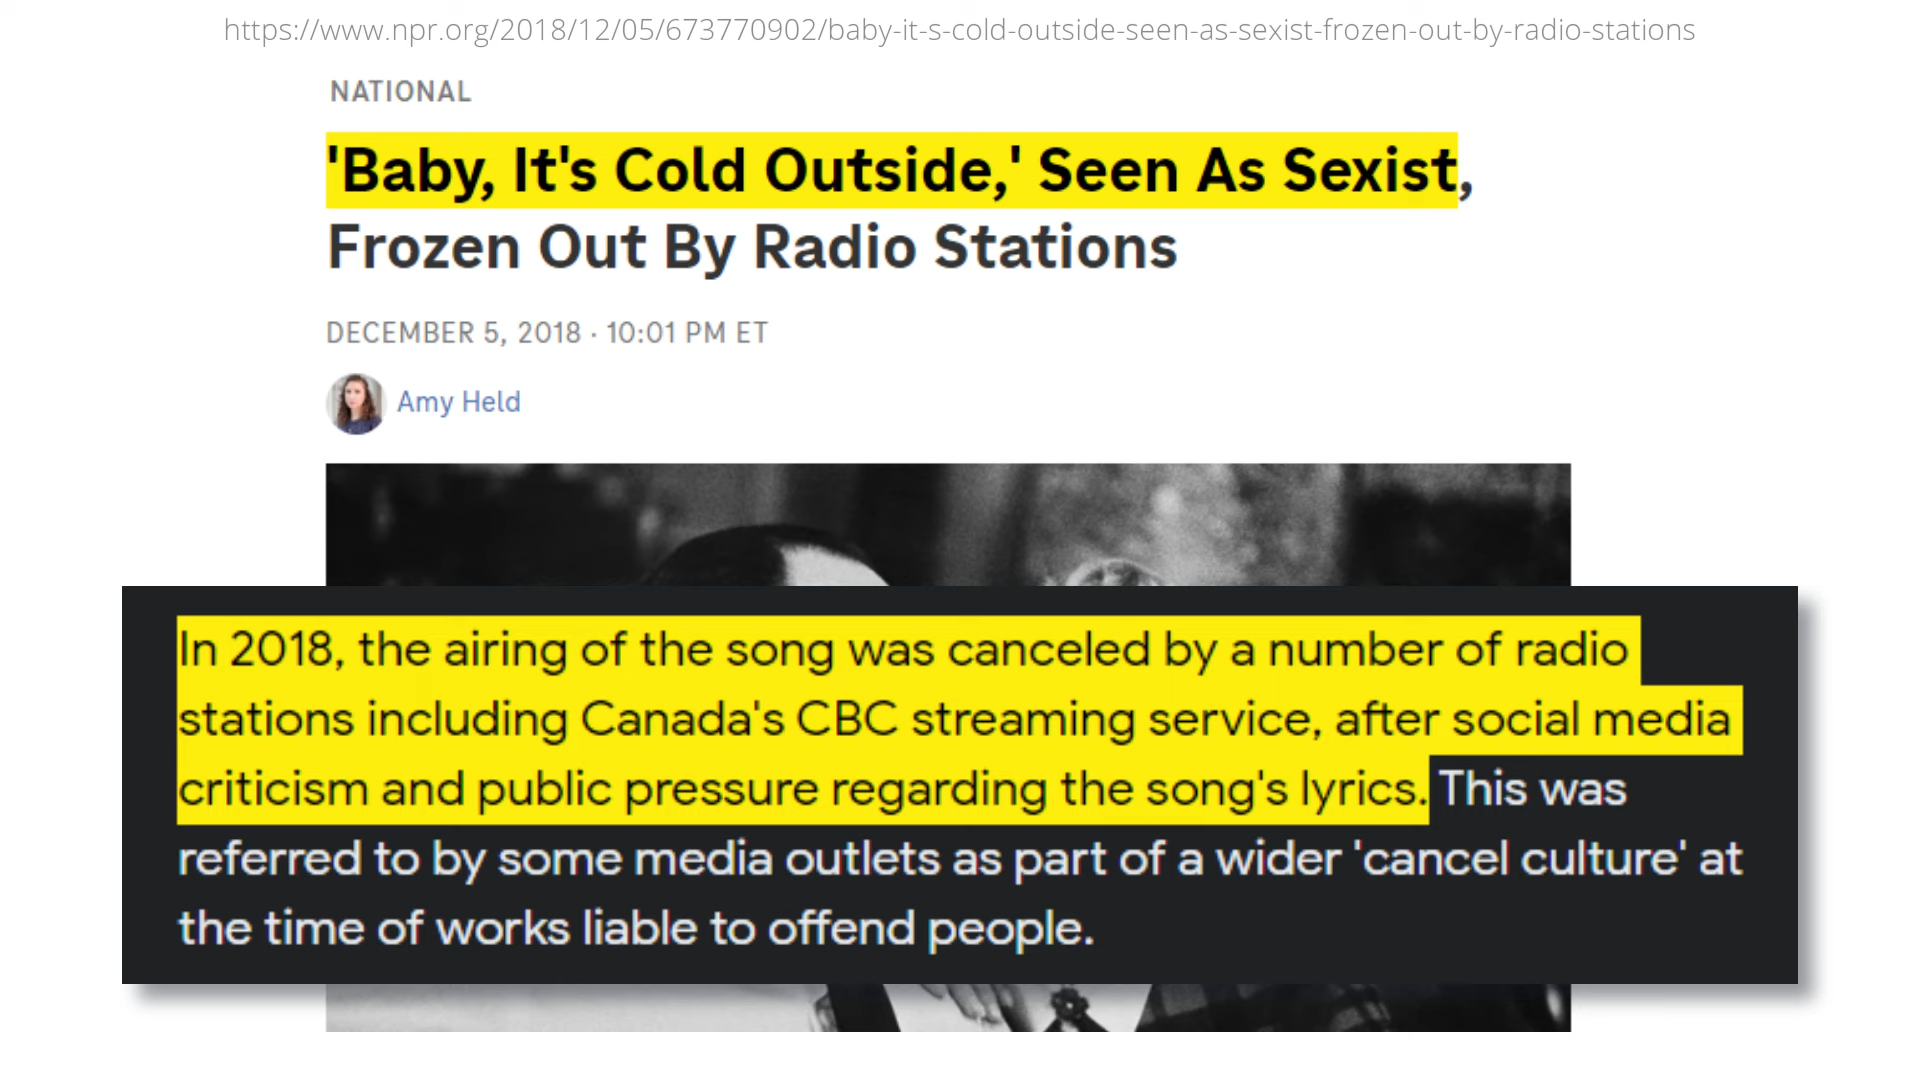 https://www.npr.org/2018/12/05/673770902/baby-it-s-cold-outside-seen-as-sexist-frozen-out-by-radio-stations
NATIONAL
'Baby, It's Cold Outside,' Seen As Sexist,
Frozen Out By Radio Stations
DECEMBER 5, 2018 · 10:01 PM ET
Amy Held
In 2018, the airing of the song was canceled by a number of radio
stations including Canada's CBC streaming service, after social media
criticism and public pressure regarding the song's lyrics. This was
referred to by some media outlets as part of a wider 'cancel culture' at
the time of works liable to offend people.